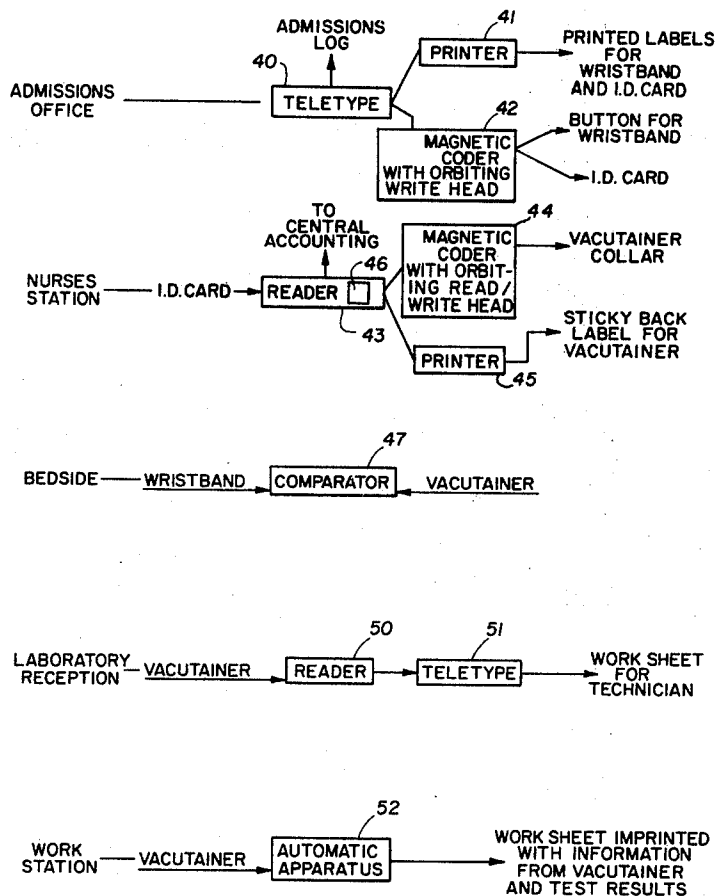 ADMISSIONS
LOG
41
PRINTER
PRINTED LABELS
FOR
WRISTBAND
AND I.D. CARD
40
ADMISSIONS
OFFICE
TELETYPE
42
MAGNETIC
CODER
WITH ORBITING
WRITE HEAD
BUTTON FOR
WRISTBAND
I.D. CARD
TO
CENTRAL
ACCOUNTING
44
MAGNETIC
CODER
WITH ORBIT-
ING READ/
WRITE HEAD
VACUTAINER
COLLAR
NURSES
STATION
I.D. CARD
READER
46
43
PRINTER
45
STICKY BACK
LABEL FOR
VACUTAINER
47
BEDSIDE
WRISTBAND
COMPARATOR
VACUTAINER
50
51
LABORATORY
RECEPTION
VACUTAINER
READER
TELETYPE
WORK SHEET
FOR
TECHNICIAN
52
WORK
STATION
VACUTAINER
AUTOMATIC
APPARATUS
WORK SHEET IMPRINTED
WITH INFORMATION
FROM VACUTAINER
AND TEST RESULTS